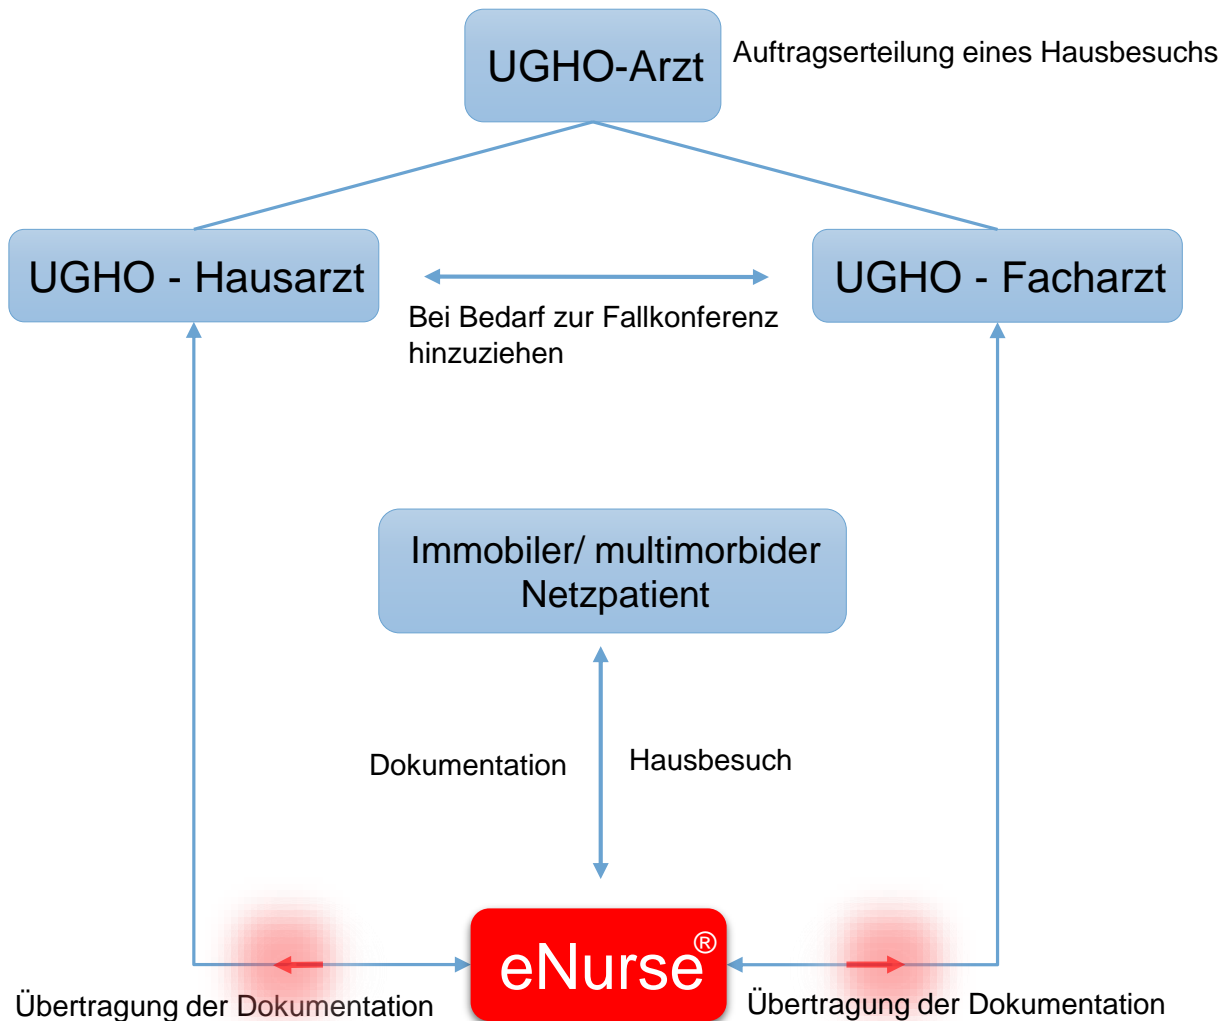 UGHO-Arzt
Auftragserteilung eines Hausbesuchs
UGHO - Hausarzt
UGHO - Facharzt
Bei Bedarf zur Fallkonferenz
hinzuziehen
Immobiler/ multimorbider
Netzpatient
Dokumentation
Hausbesuch
eNurse®
Übertragung der Dokumentation
Übertragung der Dokumentation